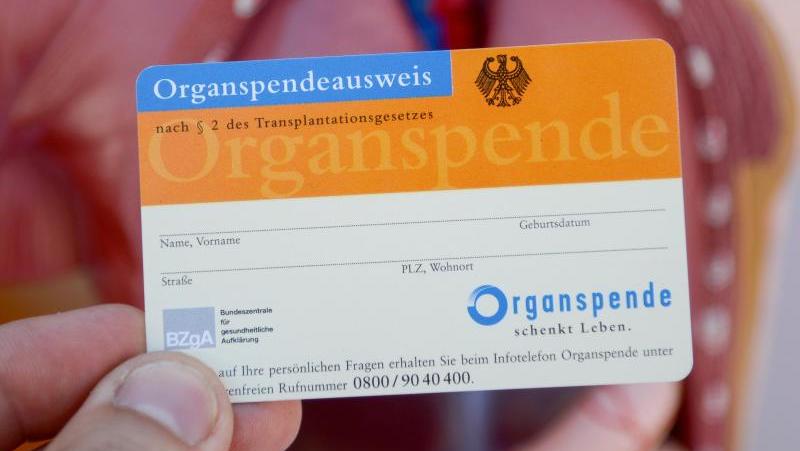 Organspendeausweis
nach § 2 des Transplantationsgesetzes
Organspende
Name, Vorname
Geburtsdatum
Straße
PLZ, Wohnort
BZgA
Bundeszentrale
für
gesundheitliche
Aufklärung
Organspende
schenkt Leben.
auf Ihre persönlichen Fragen erhalten Sie beim Infotelefon Organspende unter
Rufnummer 0800 / 90 40 400.